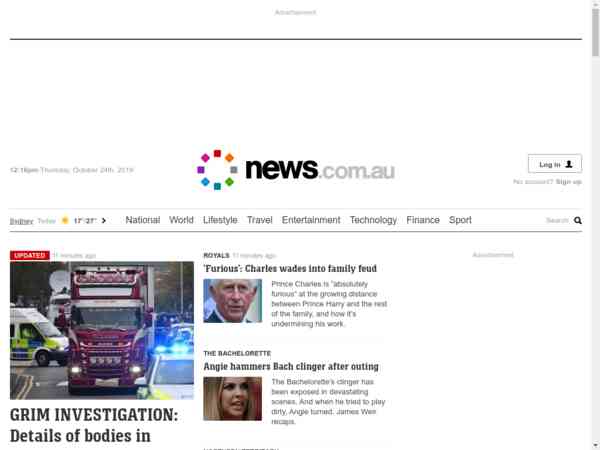 Advertisement
12:16pm Thursday, October 24th, 2019
news.com.au
Log in
No account? Sign up
Sydney Today 17°/27°
National World Lifestyle Travel Entertainment Technology Finance Sport
Search
UPDATED 11 minutes ago
GRIM INVESTIGATION:
Details of bodies in
ROYALS 17 minutes ago
'Furious': Charles wades into family feud
Prince Charles is "absolutely
furious" at the growing distance
between Prince Harry and the rest
of the family, and how it's
undermining his work.
THE BACHELORETTE
Angie hammers Bach clinger after outing
The Bachelorette's clinger has
been exposed in devastating
scenes. And when he tried to play
dirty, Angie turned. James Weir
recaps.
Advertisement